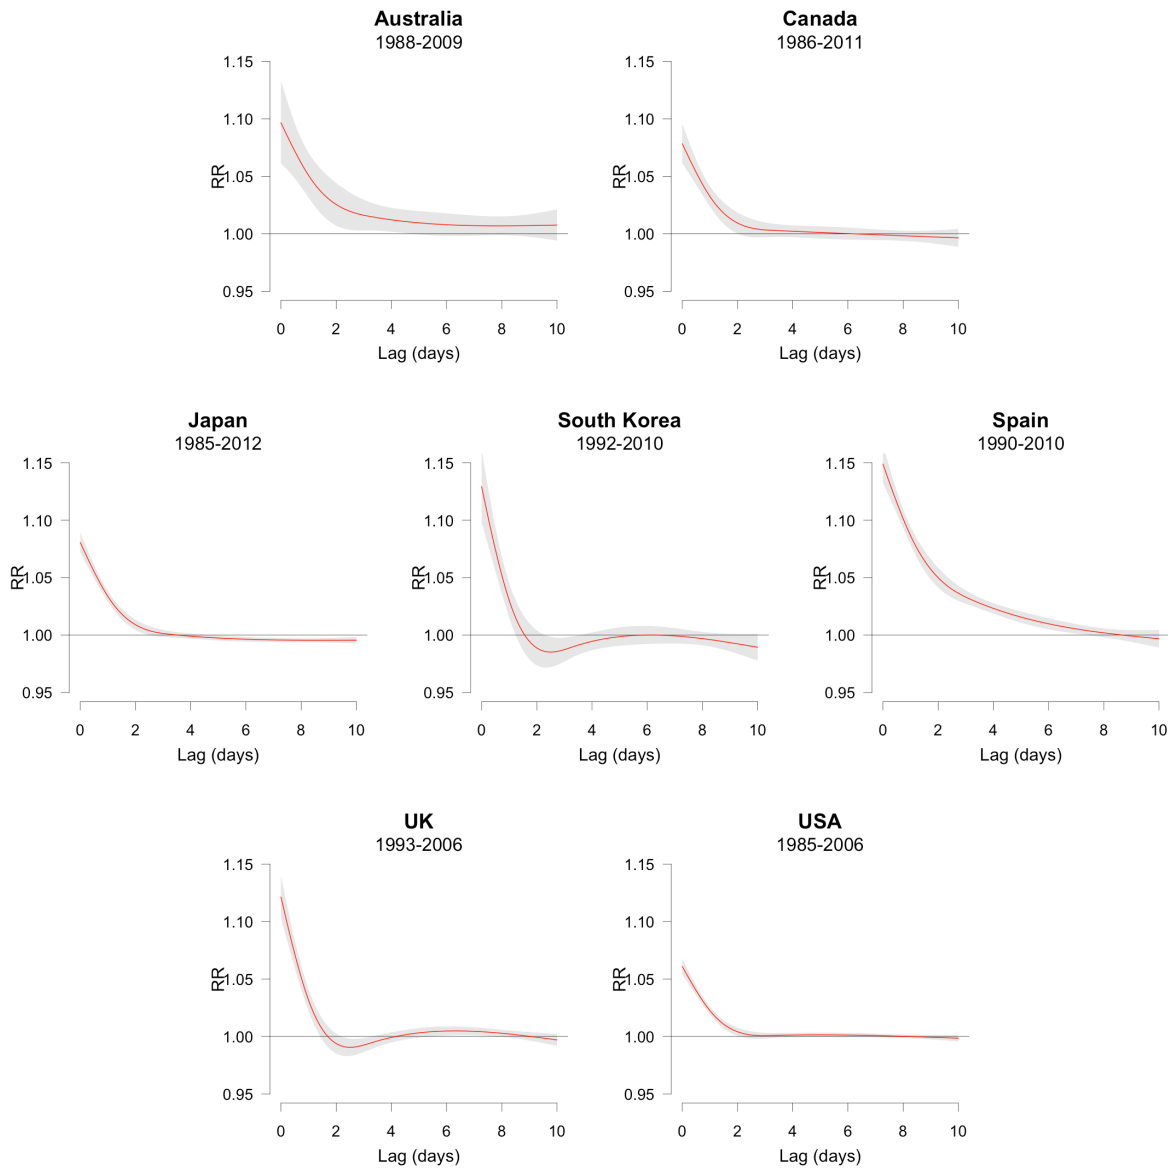 Australia
1988-2009
1.15
1.10
1.05
1.00
0.95
RR
0 2 4 6 8 10
Lag (days)
Canada
1986-2011
1.15
1.10
1.05
1.00
0.95
RR
0 2 4 6 8 10
Lag (days)
Japan
1985-2012
1.15
1.10
1.05
1.00
0.95
RR
0 2 4 6 8 10
Lag (days)
South Korea
1992-2010
1.15
1.10
1.05
1.00
0.95
RR
0 2 4 6 8 10
Lag (days)
Spain
1990-2010
1.15
1.10
1.05
1.00
0.95
RR
0 2 4 6 8 10
Lag (days)
UK
1993-2006
1.15
1.10
1.05
1.00
0.95
RR
0 2 4 6 8 10
Lag (days)
USA
1985-2006
1.15
1.10
1.05
1.00
0.95
RR
0 2 4 6 8 10
Lag (days)